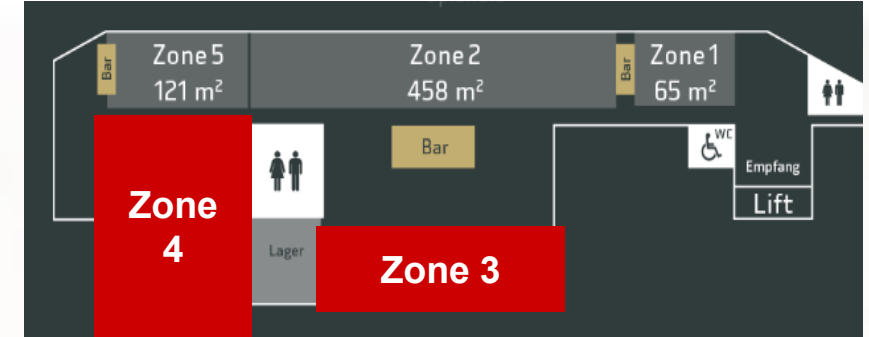 Zone 5
121 m²
Bar
Zone 2
458 m²
Bar
Zone 1
65 m²
Bar
WC
Empfang
Lift
Zone
4
Lager
Zone 3